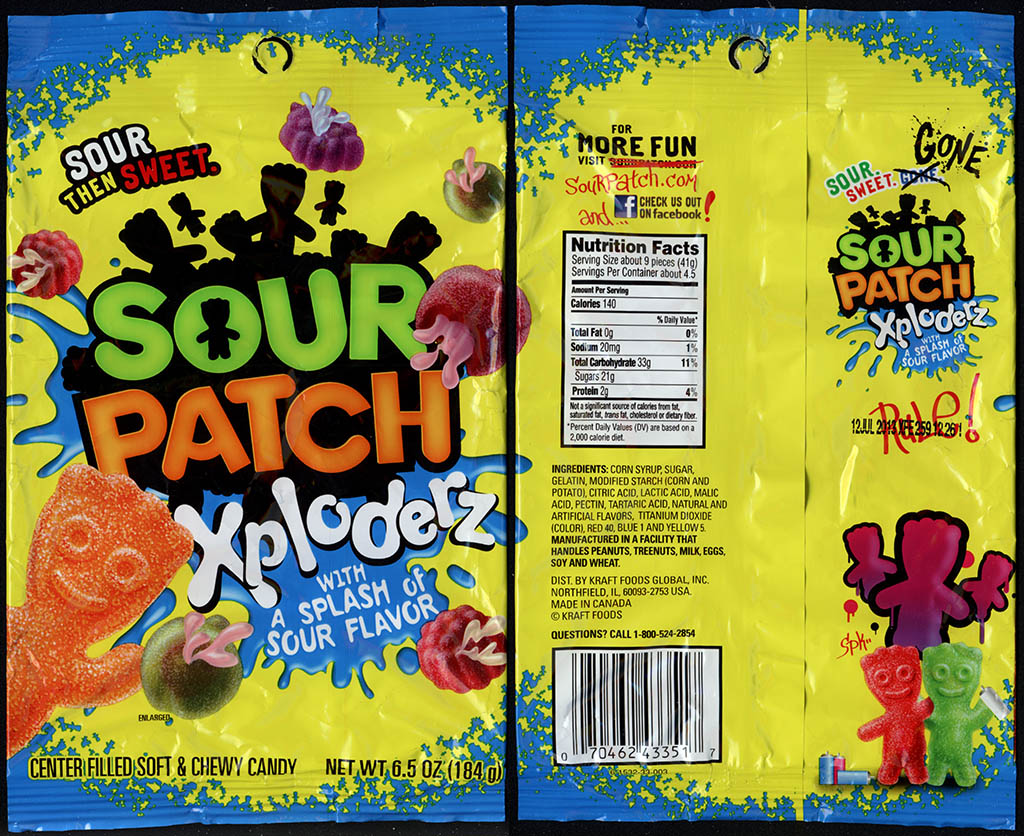 SOUR
THEN SWEET.
SOUR
PATCH
Xploderz
WITH
A SPLASH OF
SOUR FLAVOR
ENLARGED
CENTER FILLED SOFT & CHEWY CANDY NET WT 6.5 OZ (184 g)
FOR
MORE FUN
VISIT SOURPATCH.COM
SouRPatch.com
and... f CHECK US OUT
ON facebook !
Nutrition Facts
Serving Size about 9 pieces (41g)
Servings Per Container about 4.5
Amount Per Serving
Calories 140
% Daily Value*
Total Fat 0g 0%
Sodium 20mg 1%
Total Carbohydrate 33g 11%
Sugars 21g
Protein 2g 4%
Not a significant source of calories from fat,
saturated fat, trans fat, cholesterol or dietary fiber.
*Percent Daily Values (DV) are based on a
2,000 calorie diet.
INGREDIENTS: CORN SYRUP, SUGAR,
GELATIN, MODIFIED STARCH (CORN AND
POTATO), CITRIC ACID, LACTIC ACID, MALIC
ACID, PECTIN, TARTARIC ACID, NATURAL AND
ARTIFICIAL FLAVORS, TITANIUM DIOXIDE
(COLOR), RED 40, BLUE 1 AND YELLOW 5.
MANUFACTURED IN A FACILITY THAT
HANDLES PEANUTS, TREENUTS, MILK, EGGS,
SOY AND WHEAT.
DIST. BY KRAFT FOODS GLOBAL, INC.
NORTHFIELD, IL 60093-2753 USA.
MADE IN CANADA
© KRAFT FOODS
QUESTIONS? CALL 1-800-524-2854
0 70462 43351 7
GONE
SOUR.
SWEET. GONE.
SOUR
PATCH
Xploderz
WITH
A SPLASH OF
SOUR FLAVOR
Rule!
12JUL 2013
SPK